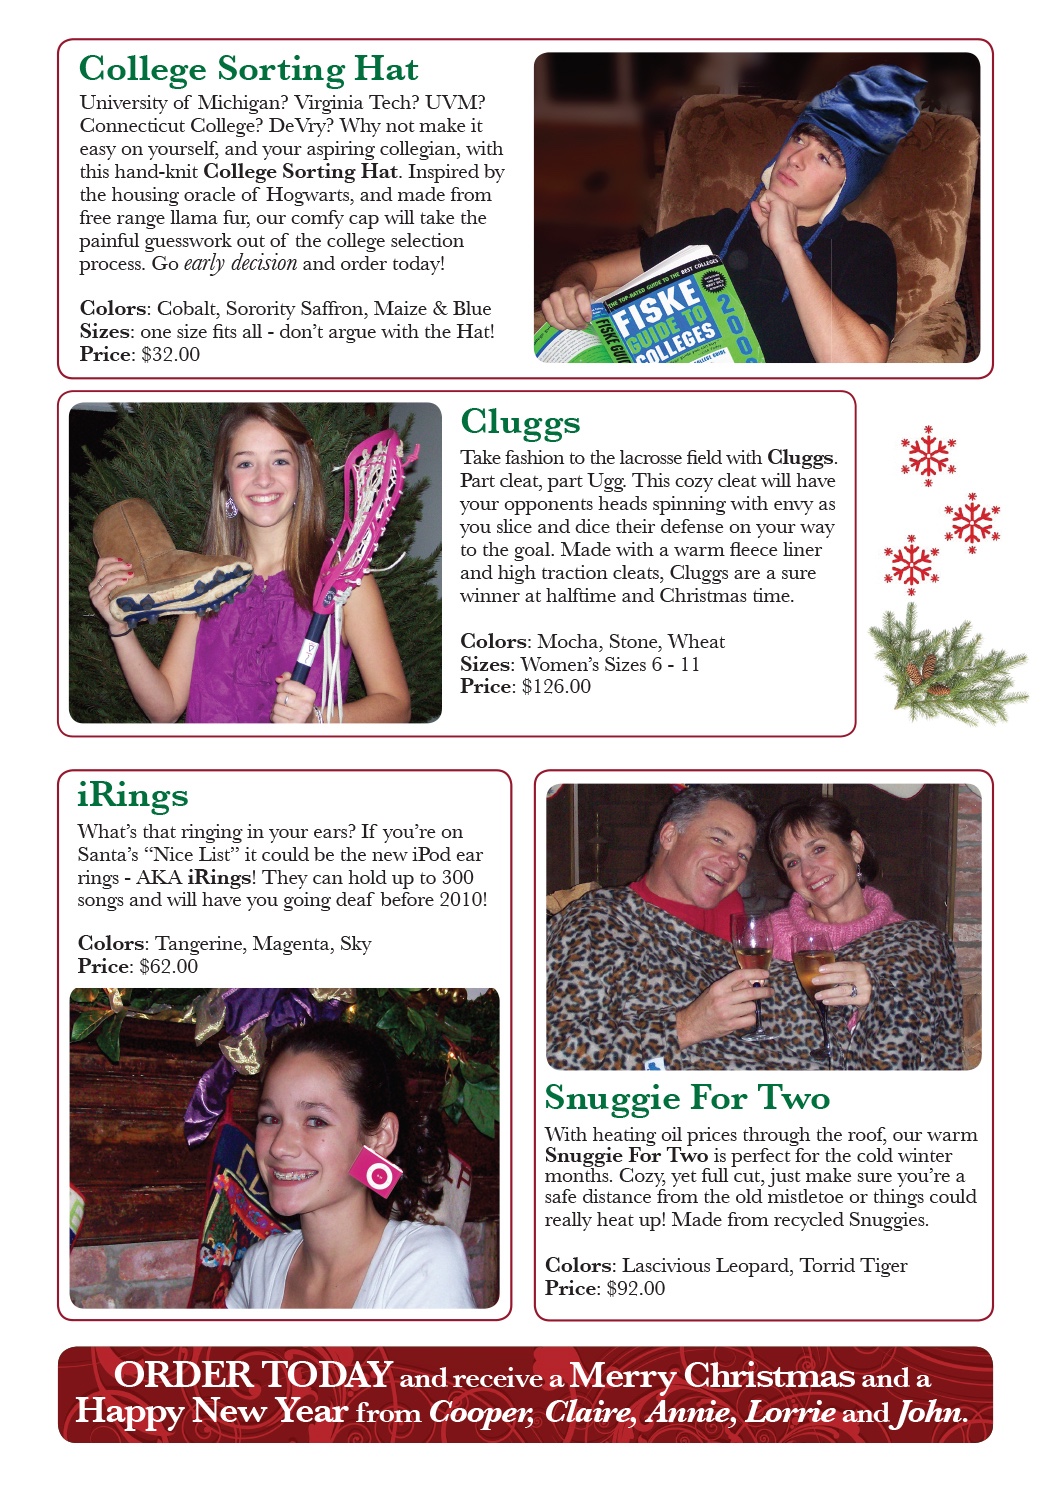 College Sorting Hat
University of Michigan? Virginia Tech? UVM?
Connecticut College? DeVry? Why not make it
easy on yourself, and your aspiring collegian, with
this hand-knit College Sorting Hat. Inspired by
the housing oracle of Hogwarts, and made from
free range llama fur, our comfy cap will take the
painful guesswork out of the college selection
process. Go early decision and order today!
Colors: Cobalt, Sorority Saffron, Maize & Blue
Sizes: one size fits all - don't argue with the Hat!
Price: $32.00
THE TOP-RATED GUIDE TO THE BEST COLLEGES
FISKE
GUIDE TO
COLLEGES
200
FISKE GUI
COLLEGE GUIDE
Cluggs
Take fashion to the lacrosse field with Cluggs.
Part cleat, part Ugg. This cozy cleat will have
your opponents heads spinning with envy as
you slice and dice their defense on your way
to the goal. Made with a warm fleece liner
and high traction cleats, Cluggs are a sure
winner at halftime and Christmas time.
Colors: Mocha, Stone, Wheat
Sizes: Women's Sizes 6 - 11
Price: $126.00
iRings
What's that ringing in your ears? If you're on
Santa's “Nice List” it could be the new iPod ear
rings - AKA iRings! They can hold up to 300
songs and will have you going deaf before 2010!
Colors: Tangerine, Magenta, Sky
Price: $62.00
Snuggie For Two
With heating oil prices through the roof, our warm
Snuggie For Two is perfect for the cold winter
months. Cozy, yet full cut, just make sure you're a
safe distance from the old mistletoe or things could
really heat up! Made from recycled Snuggies.
Colors: Lascivious Leopard, Torrid Tiger
Price: $92.00
ORDER TODAY and receive a Merry Christmas and a
Happy New Year from Cooper, Claire, Annie, Lorrie and John.